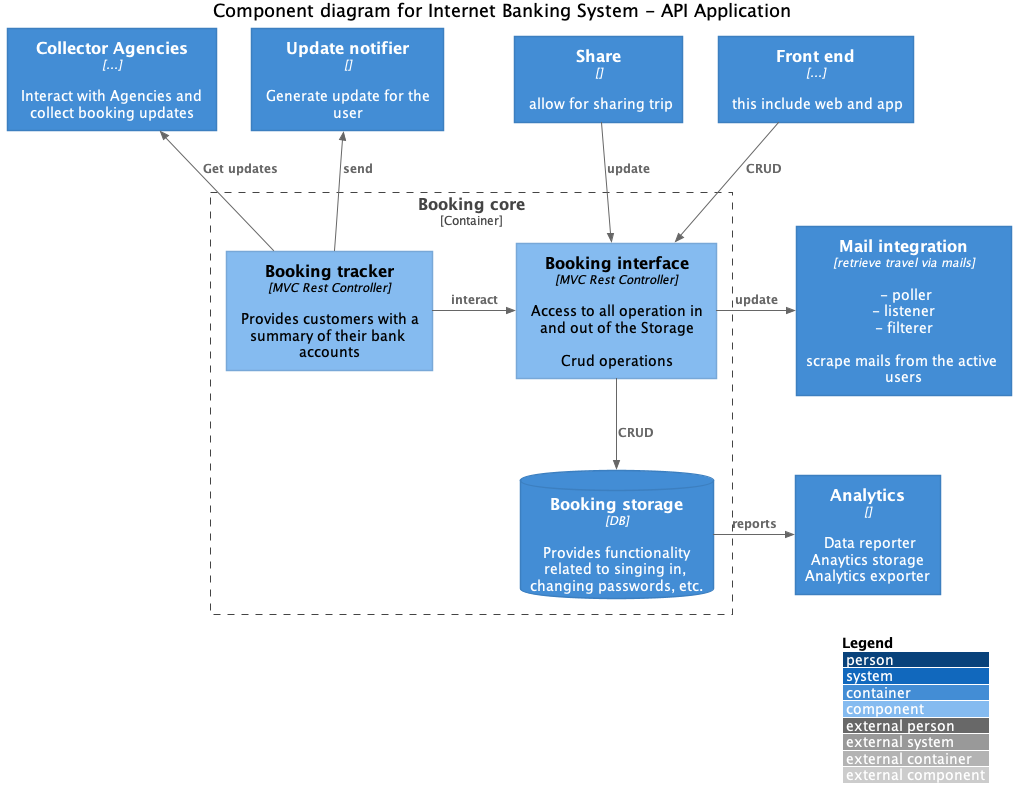 Component diagram for Internet Banking System - API Application
Collector Agencies
[...]
Interact with Agencies and
collect booking updates
Update notifier
[]
Generate update for the
user
Share
[]
allow for sharing trip
Front end
[...]
this include web and app
Get updates
send
update
CRUD
Booking core
[Container]
Booking tracker
[MVC Rest Controller]
Provides customers with a
summary of their bank
accounts
interact
Booking interface
[MVC Rest Controller]
Access to all operation in
and out of the Storage
Crud operations
update
Mail integration
[retrieve travel via mails]
- poller
- listener
- filterer
scrape mails from the active
users
CRUD
Booking storage
[DB]
Provides functionality
related to singing in,
changing passwords, etc.
reports
Analytics
[]
Data reporter
Anaytics storage
Analytics exporter
Legend
person
system
container
component
external person
external system
external container
external component